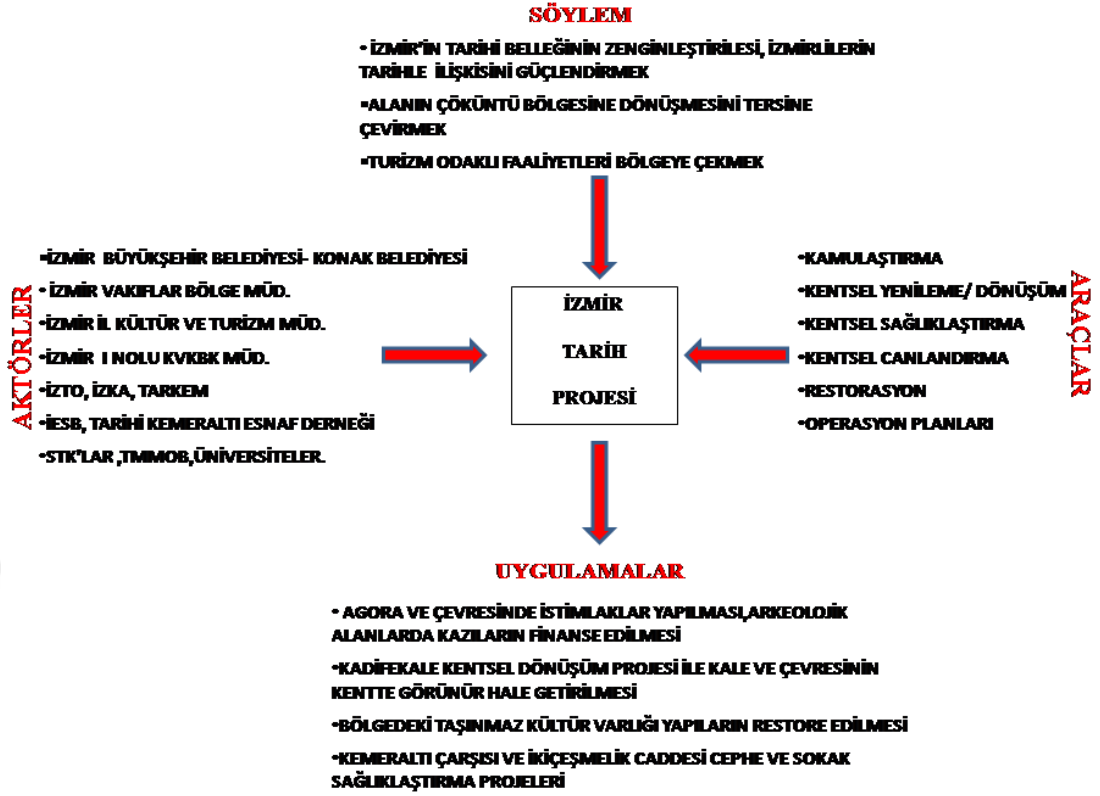 SÖYLEM
• İZMİR'İN TARİHİ BELLEĞİNİN ZENGİNLEŞTİRİLESİ, İZMİRLİLERİN
TARİHLE İLİŞKİSİNİ GÜÇLENDİRMEK
▪ALANIN ÇÖKÜNTÜ BÖLGESİNE DÖNÜŞMESİNİ TERSİNE
ÇEVİRMEK
▪TURİZM ODAKLI FAALİYETLERİ BÖLGEYE ÇEKMEK
AKTÖRLER
▪İZMİR BÜYÜKŞEHİR BELEDİYESİ- KONAK BELEDİYESİ
• İZMİR VAKIFLAR BÖLGE MÜD.
•İZMİR İL KÜLTÜR VE TURİZM MÜD.
•İZMİR I NOLU KVKBK MÜD.
•İZTO, İZKA, TARKEM
•İESB, TARİHİ KEMERALTI ESNAF DERNEĞİ
•STK'LAR ,TMMOB,ÜNİVERSİTELER.
İZMİR
TARİH
PROJESİ
ARAÇLAR
•KAMULAŞTIRMA
•KENTSEL YENİLEME/ DÖNÜŞÜM
•KENTSEL SAĞLIKLAŞTIRMA
•KENTSEL CANLANDIRMA
•RESTORASYON
•OPERASYON PLANLARI
UYGULAMALAR
• AGORA VE ÇEVRESİNDE İSTİMLAKLAR YAPILMASI,ARKEOLOJİK
ALANLARDA KAZILARIN FİNANSE EDİLMESİ
•KADİFEKALE KENTSEL DÖNÜŞÜM PROJESİ İLE KALE VE ÇEVRESİNİN
KENTTE GÖRÜNÜR HALE GETİRİLMESİ
•BÖLGEDEKİ TAŞINMAZ KÜLTÜR VARLIĞI YAPILARIN RESTORE EDİLMESİ
•KEMERALTI ÇARŞISI VE İKİÇEŞMELİK CADDESİ CEPHE VE SOKAK
SAĞLIKLAŞTIRMA PROJELERİ